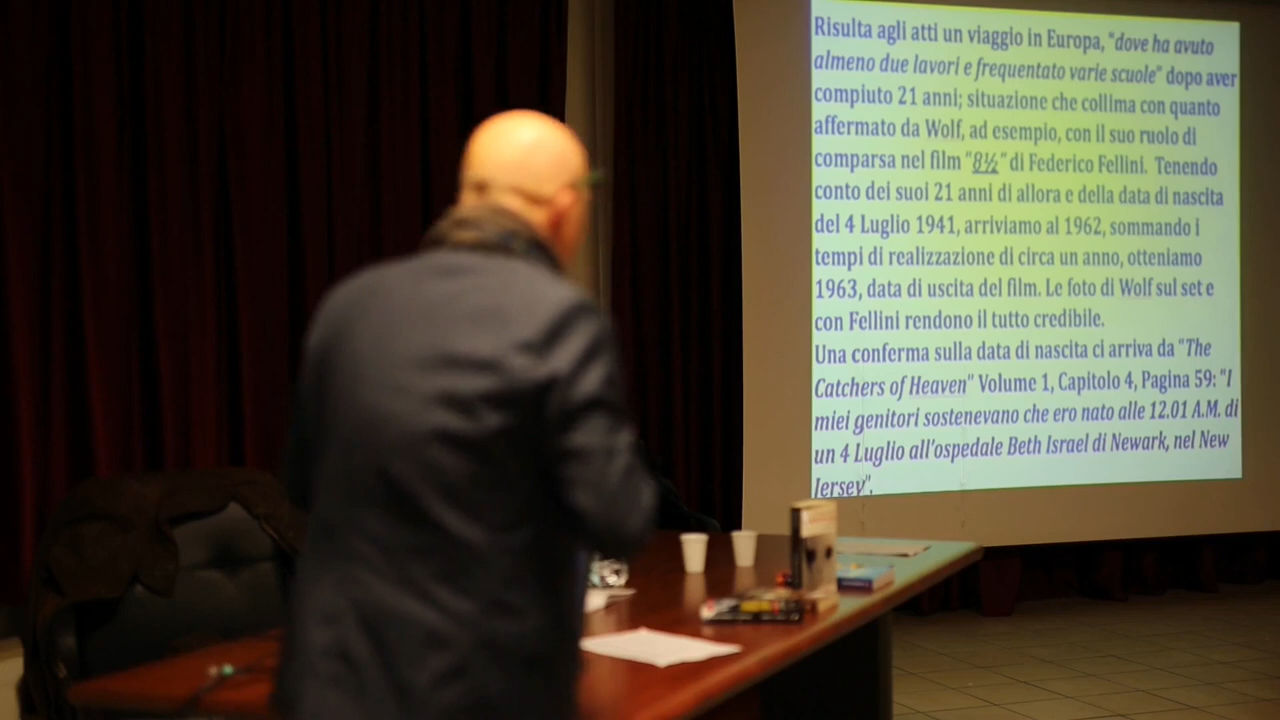 Risulta agli atti un viaggio in Europa, "dove ha avuto
almeno due lavori e frequentato varie scuole" dopo aver
compiuto 21 anni; situazione che collima con quanto
affermato da Wolf, ad esempio, con il suo ruolo di
comparsa nel film "8½" di Federico Fellini. Tenendo
conto dei suoi 21 anni di allora e della data di nascita
del 4 Luglio 1941, arriviamo al 1962, sommando i
tempi di realizzazione di circa un anno, otteniamo
1963, data di uscita del film. Le foto di Wolf sul set e
con Fellini rendono il tutto credibile.
Una conferma sulla data di nascita ci arriva da "The
Catchers of Heaven" Volume 1, Capitolo 4, Pagina 59: "I
miei genitori sostenevano che ero nato alle 12.01 A.M. di
un 4 Luglio all'ospedale Beth Israel di Newark, nel New
Jersey".